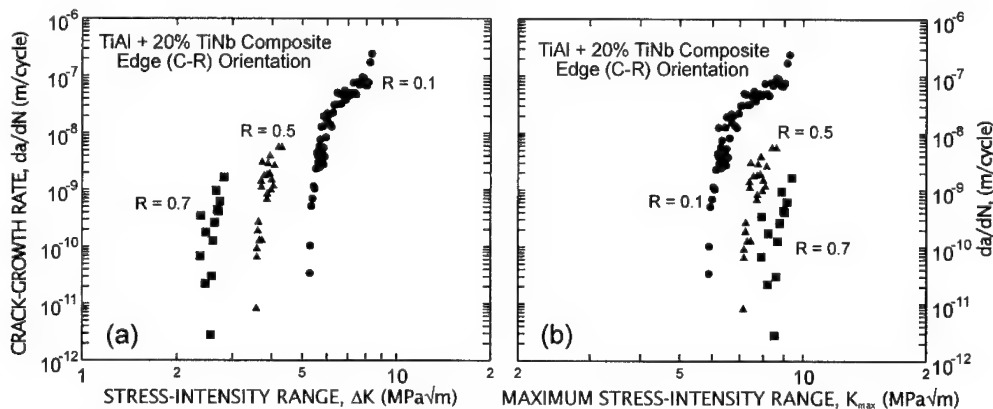 CRACK-GROWTH RATE, da/dN (m/cycle)
10⁻⁶
10⁻⁷
10⁻⁸
10⁻⁹
10⁻¹⁰
10⁻¹¹
10⁻¹²
TiAl + 20% TiNb Composite
Edge (C-R) Orientation
R = 0.1
R = 0.5
R = 0.7
(a)
1
2
5
10
2
STRESS-INTENSITY RANGE, ΔK (MPa√m)
TiAl + 20% TiNb Composite
Edge (C-R) Orientation
R = 0.5
R = 0.1
R = 0.7
(b)
2
5
10
2
MAXIMUM STRESS-INTENSITY RANGE, Kₘₐₓ (MPa√m)
10⁻⁶
10⁻⁷
10⁻⁸
10⁻⁹
10⁻¹⁰
10⁻¹¹
10⁻¹²
da/dN, (m/cycle)